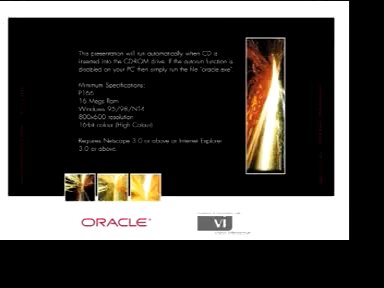 This presentation will run automatically when CD is
inserted into the CD-ROM drive. If the autorun function is
disabled on your PC then simply run the file 'oracle.exe'.
Minimum Specifications:
P166
16 Megs Ram
Windows 95/98/NT4
800x600 resolution
16-bit colour (High Colour)
Requires Netscape 3.0 or above or Internet Explorer
3.0 or above.
ORACLE®
VI